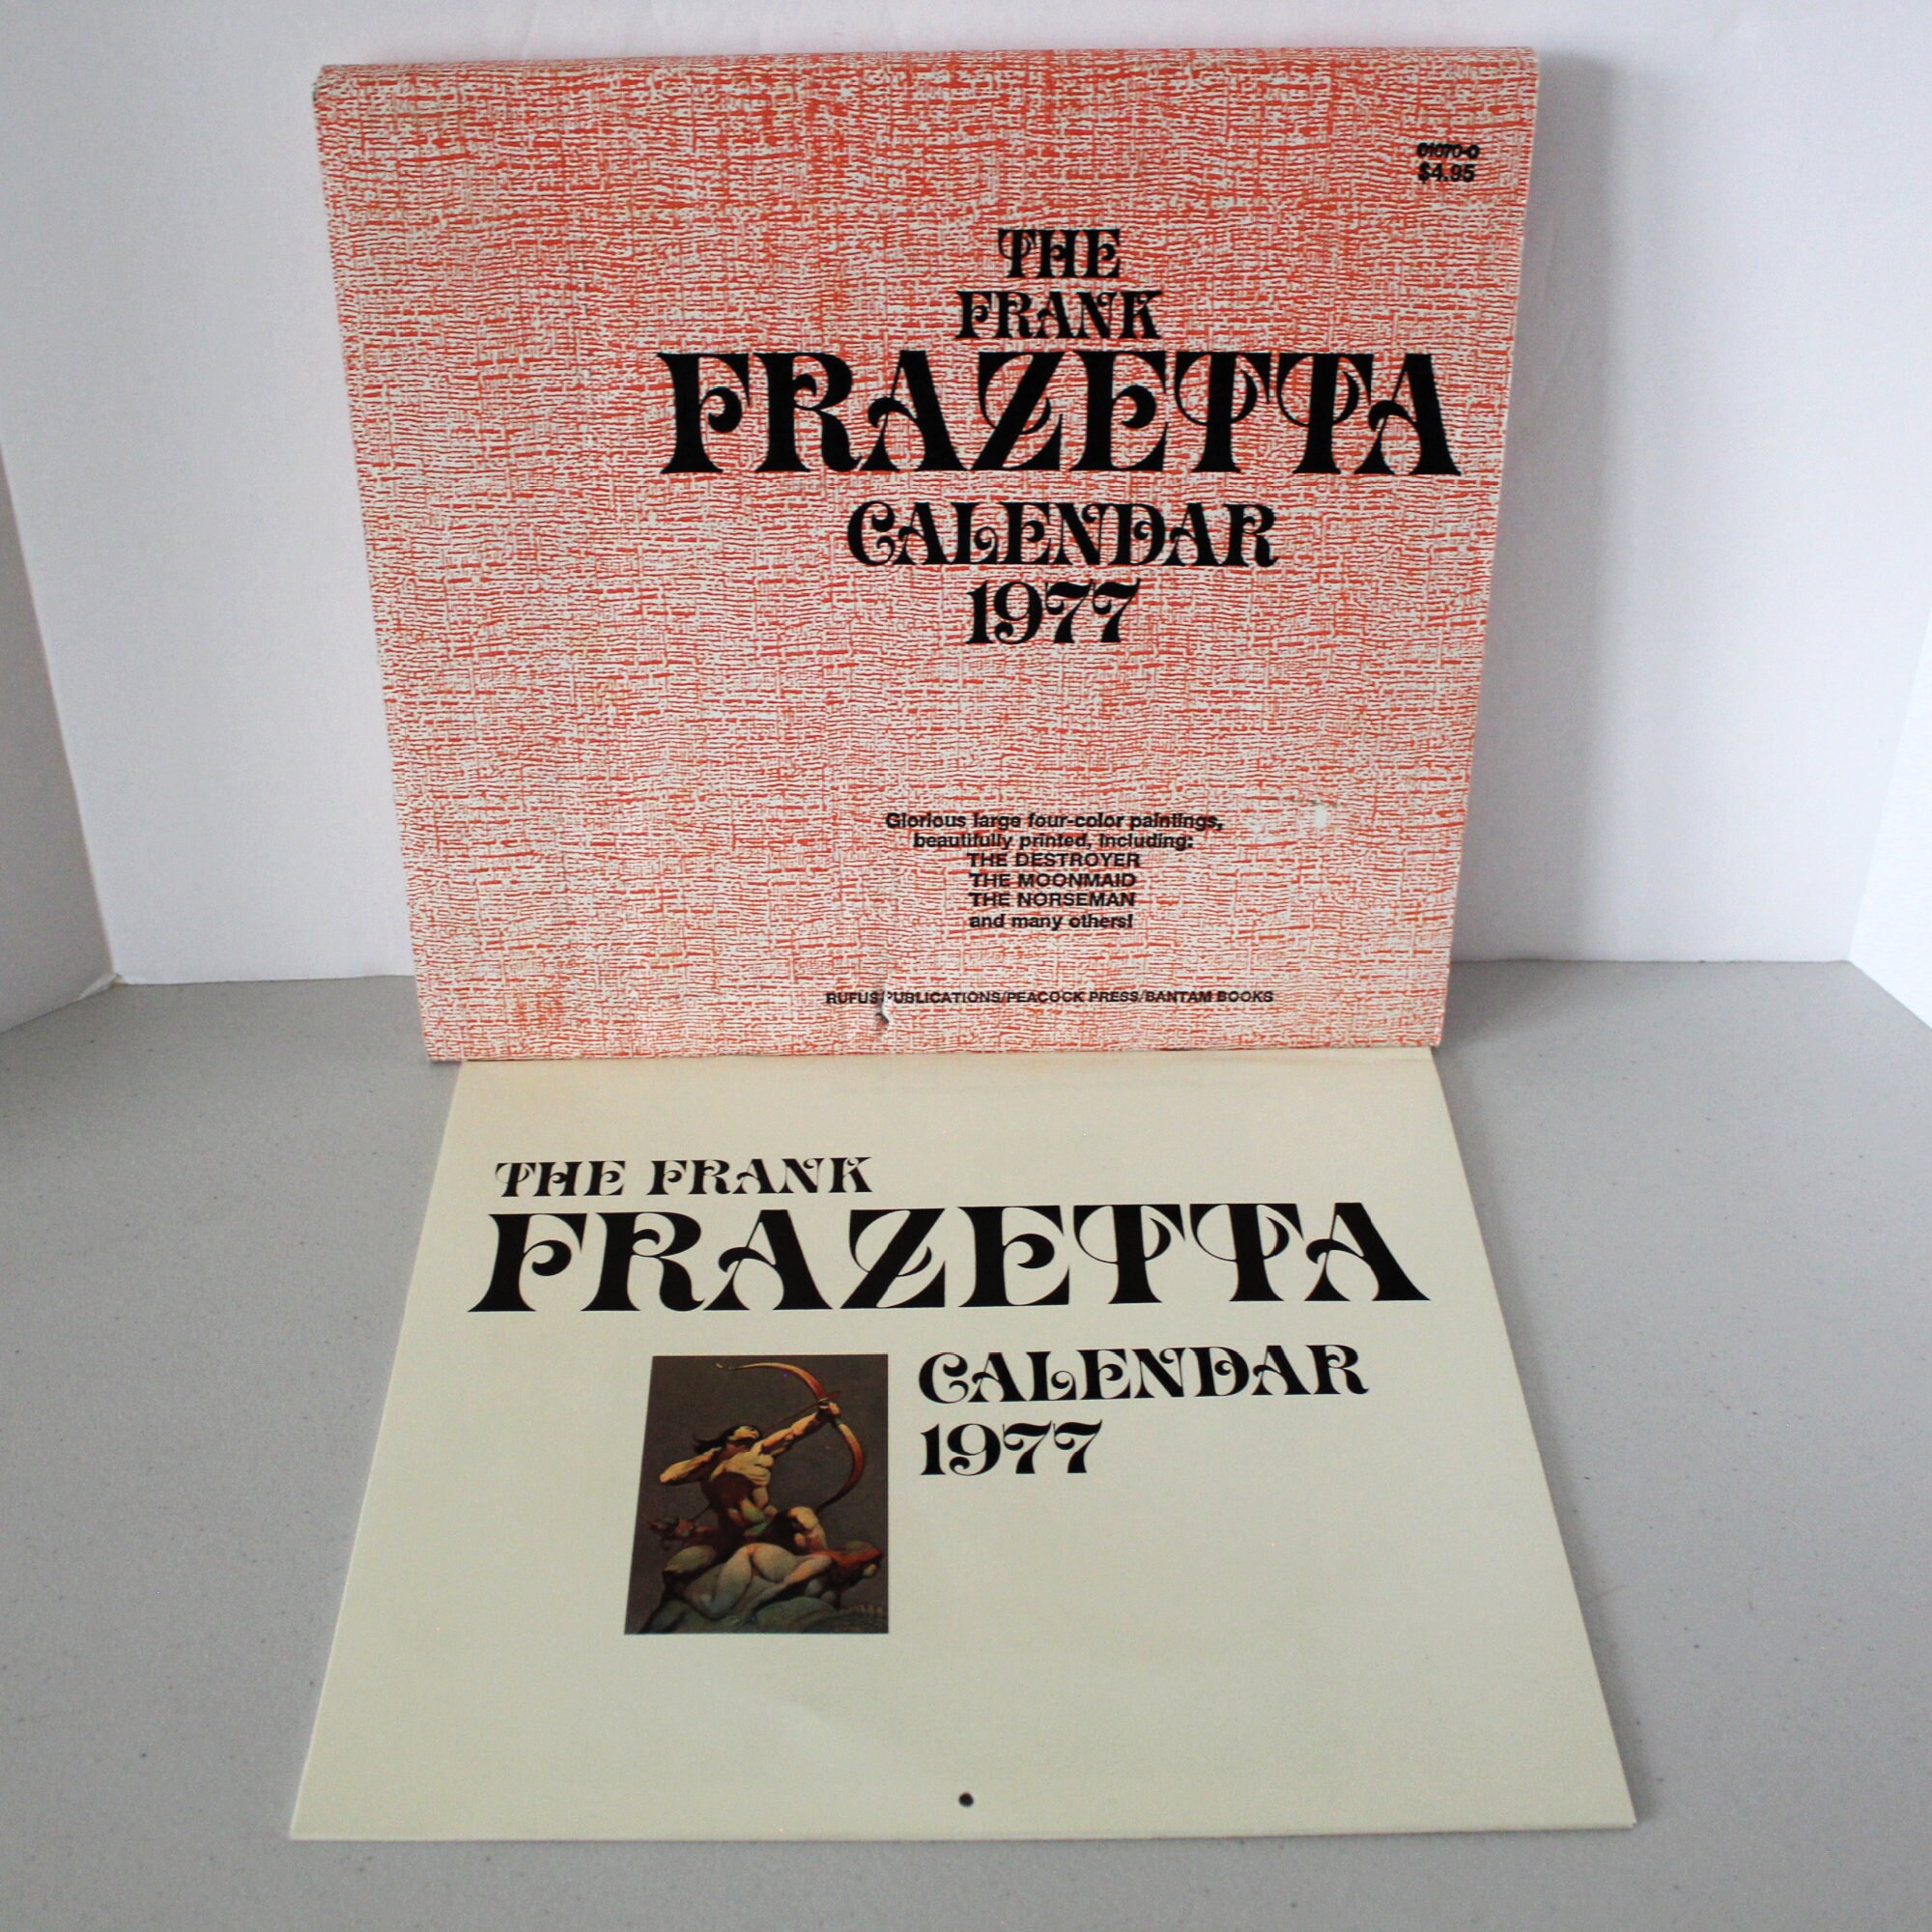 01070-0
$4.95
THE
FRANK
FRAZETTA
CALENDAR
1977
Glorious large four-color paintings,
beautifully printed, including:
THE DESTROYER
THE MOONMAID
THE NORSEMAN
and many others!
RUFUS/PUBLICATIONS/PEACOCK PRESS/BANTAM BOOKS
THE FRANK
FRAZETTA
CALENDAR
1977